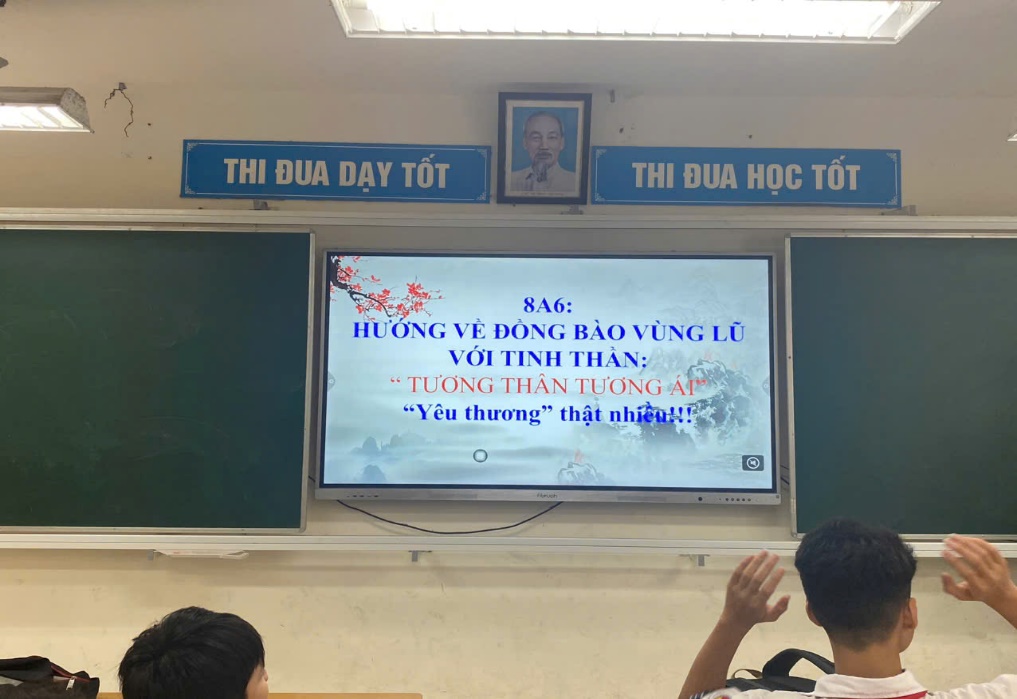 THI ĐUA DẠY TỐT
THI ĐUA HỌC TỐT
8A6:
HƯỚNG VỀ ĐỒNG BÀO VÙNG LŨ
VỚI TINH THẦN:
“ TƯƠNG THÂN TƯƠNG ÁI”
“Yêu thương” thật nhiều!!!